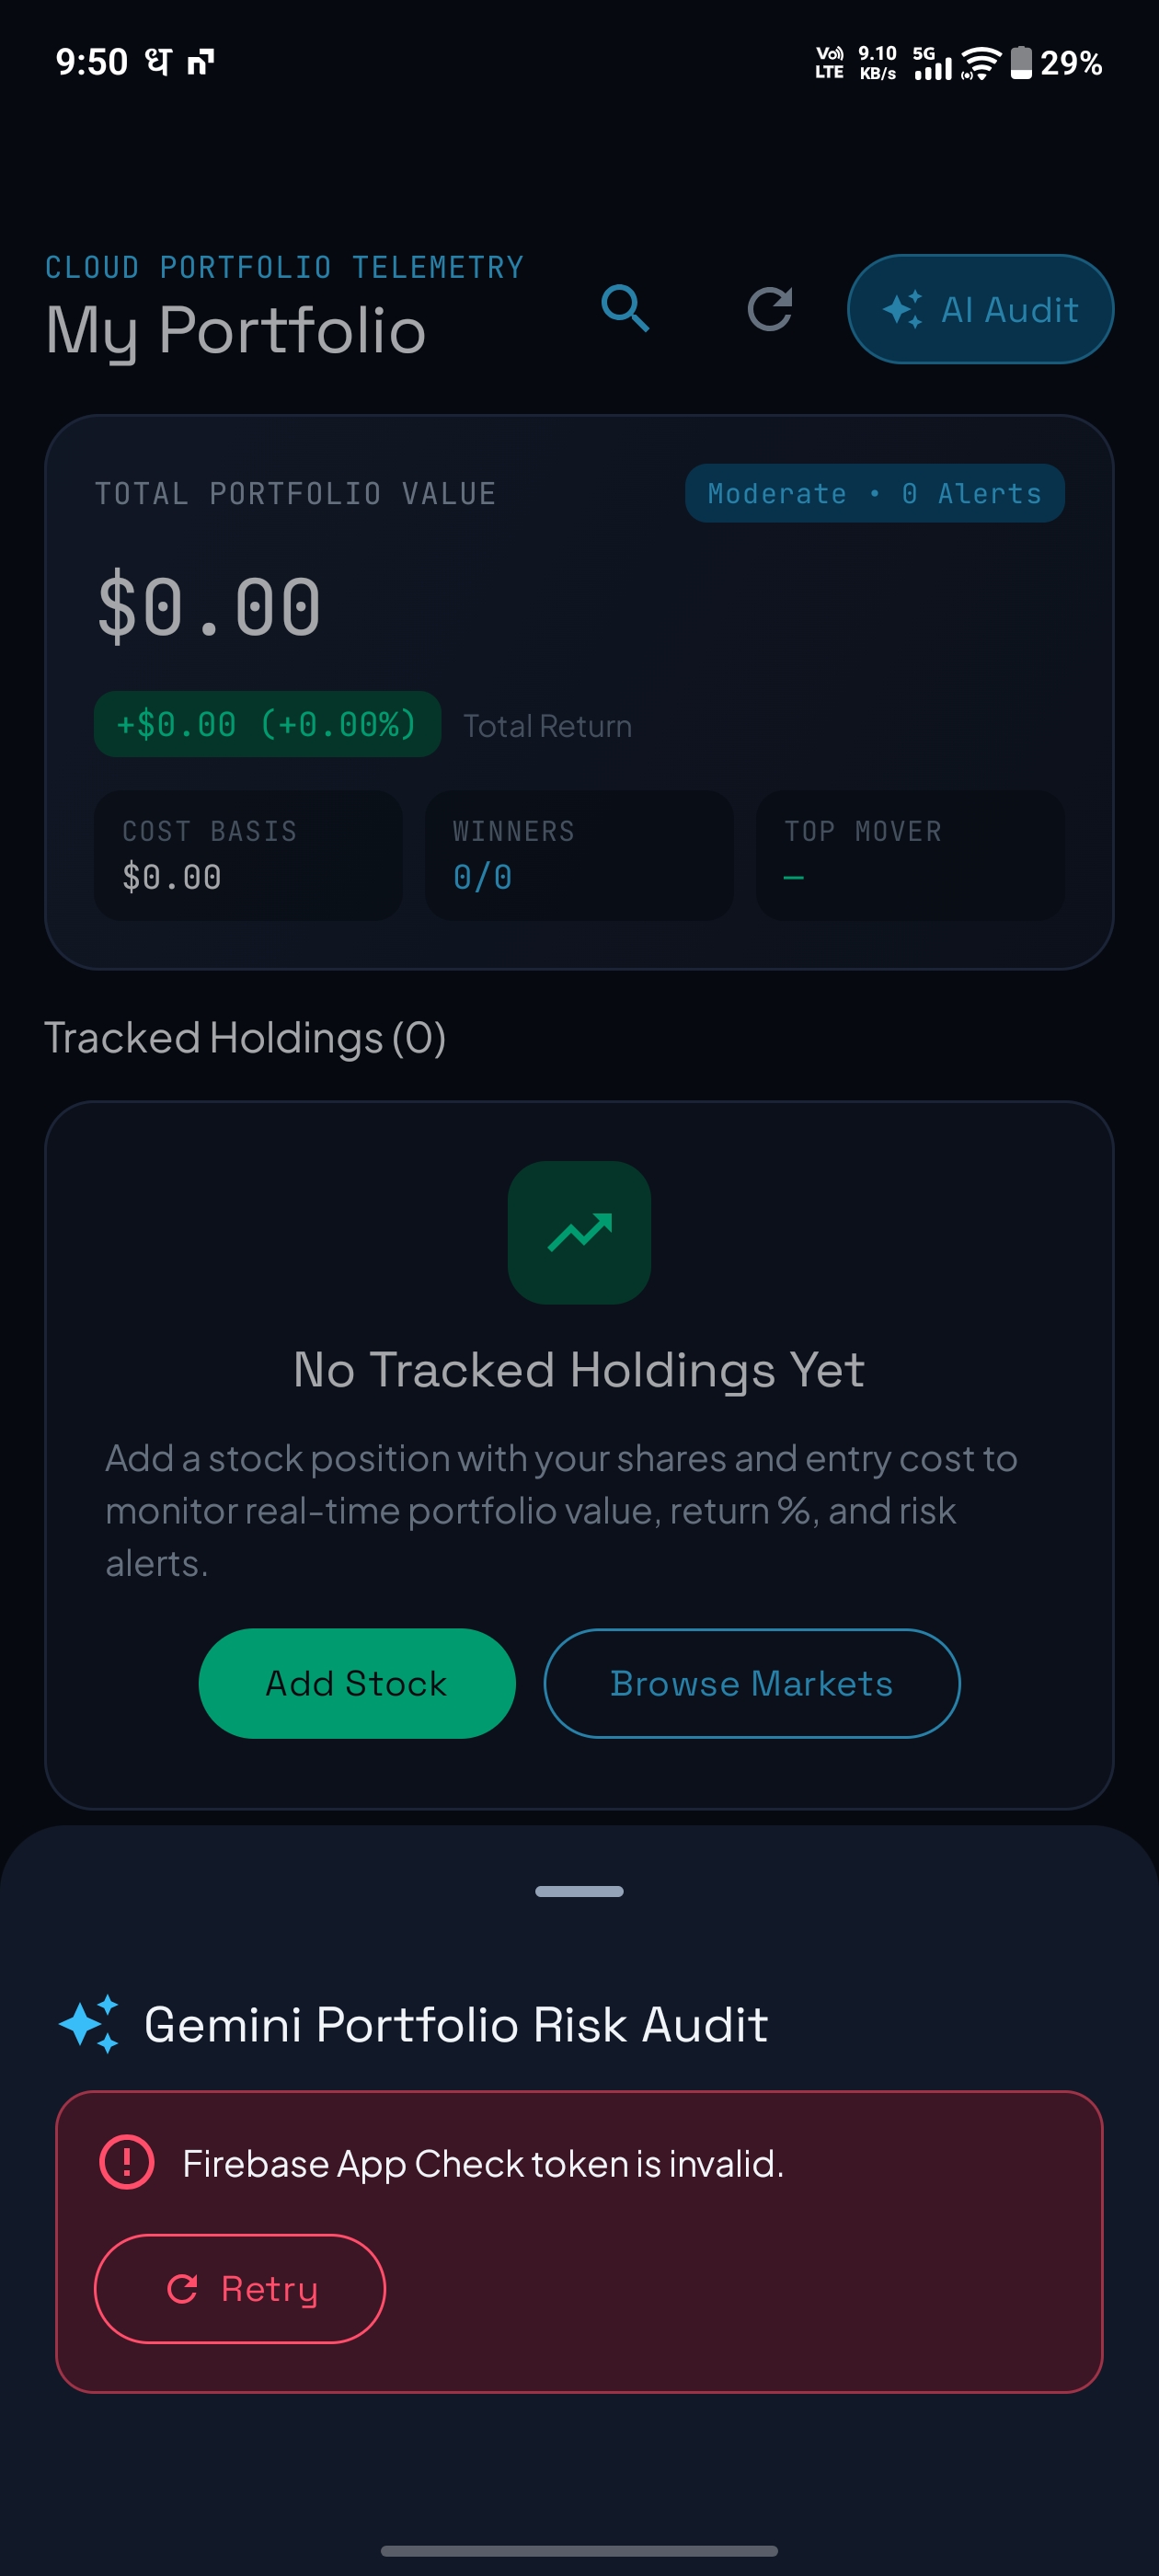 9:50 ध
Vo) LTE 9.10 KB/s 5G 29%
CLOUD PORTFOLIO TELEMETRY
My Portfolio
AI Audit
TOTAL PORTFOLIO VALUE
Moderate • 0 Alerts
$0.00
+$0.00 (+0.00%) Total Return
COST BASIS WINNERS TOP MOVER
$0.00 0/0 —
Tracked Holdings (0)
No Tracked Holdings Yet
Add a stock position with your shares and entry cost to
monitor real-time portfolio value, return %, and risk
alerts.
Add Stock Browse Markets
Gemini Portfolio Risk Audit
Firebase App Check token is invalid.
Retry